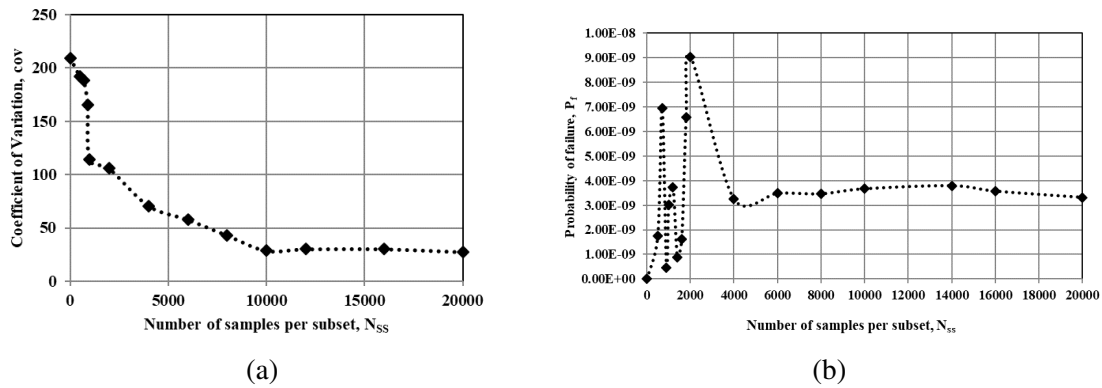 250
200
150
100
50
0
Coefficient of Variation, cov
0 5000 10000 15000 20000
Number of samples per subset, N_SS
(a)
1.00E-08
9.00E-09
8.00E-09
7.00E-09
6.00E-09
5.00E-09
4.00E-09
3.00E-09
2.00E-09
1.00E-09
0.00E+00
Probability of failure, P_f
0 2000 4000 6000 8000 10000 12000 14000 16000 18000 20000
Number of samples per subset, N_ss
(b)